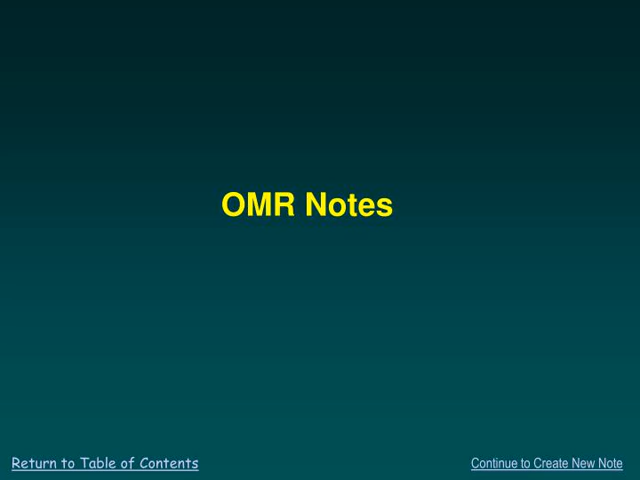 OMR Notes
Return to Table of Contents
Continue to Create New Note